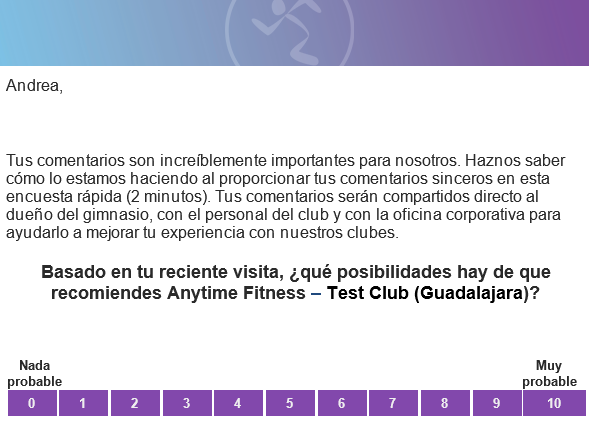 Andrea,
Tus comentarios son increíblemente importantes para nosotros. Haznos saber
cómo lo estamos haciendo al proporcionar tus comentarios sinceros en esta
encuesta rápida (2 minutos). Tus comentarios serán compartidos directo al
dueño del gimnasio, con el personal del club y con la oficina corporativa para
ayudarlo a mejorar tu experiencia con nuestros clubes.
Basado en tu reciente visita, ¿qué posibilidades hay de que
recomiendes Anytime Fitness – Test Club (Guadalajara)?
Nada Muy
probable probable
0 1 2 3 4 5 6 7 8 9 10